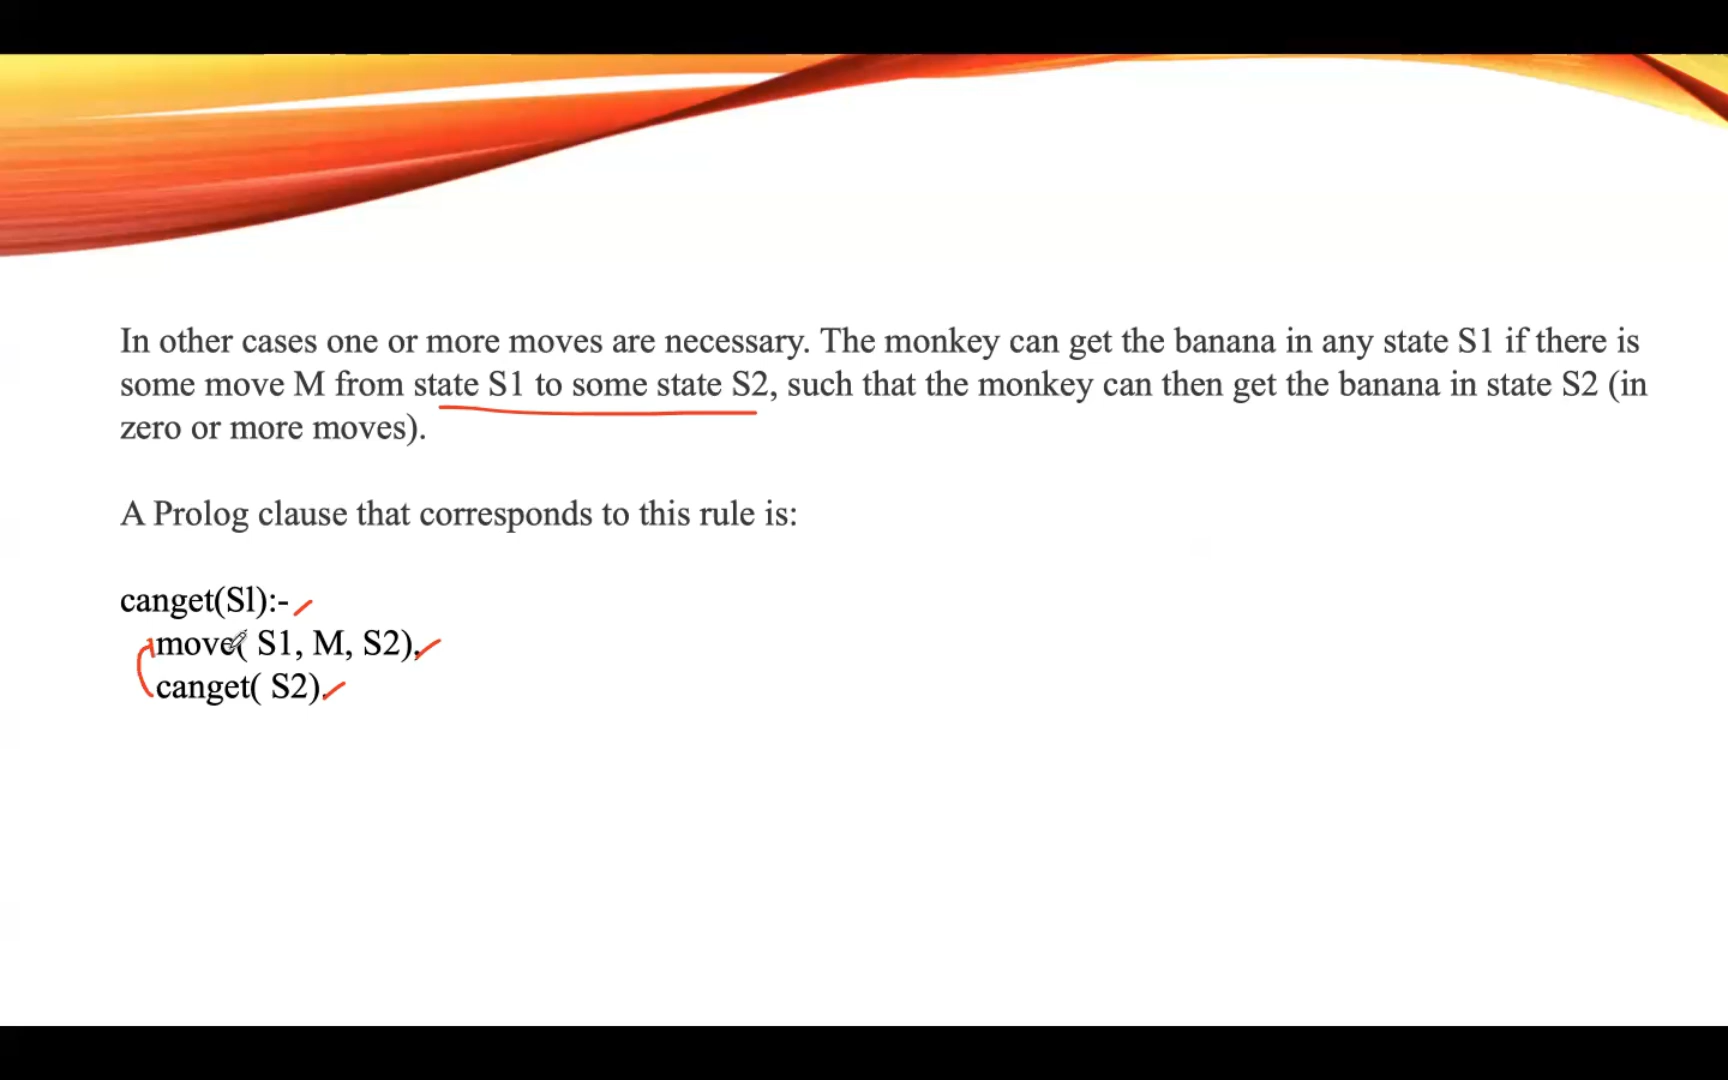 In other cases one or more moves are necessary. The monkey can get the banana in any state S1 if there is
some move M from state S1 to some state S2, such that the monkey can then get the banana in state S2 (in
zero or more moves).
A Prolog clause that corresponds to this rule is:
canget(Sl):-
move( S1, M, S2),
canget( S2).